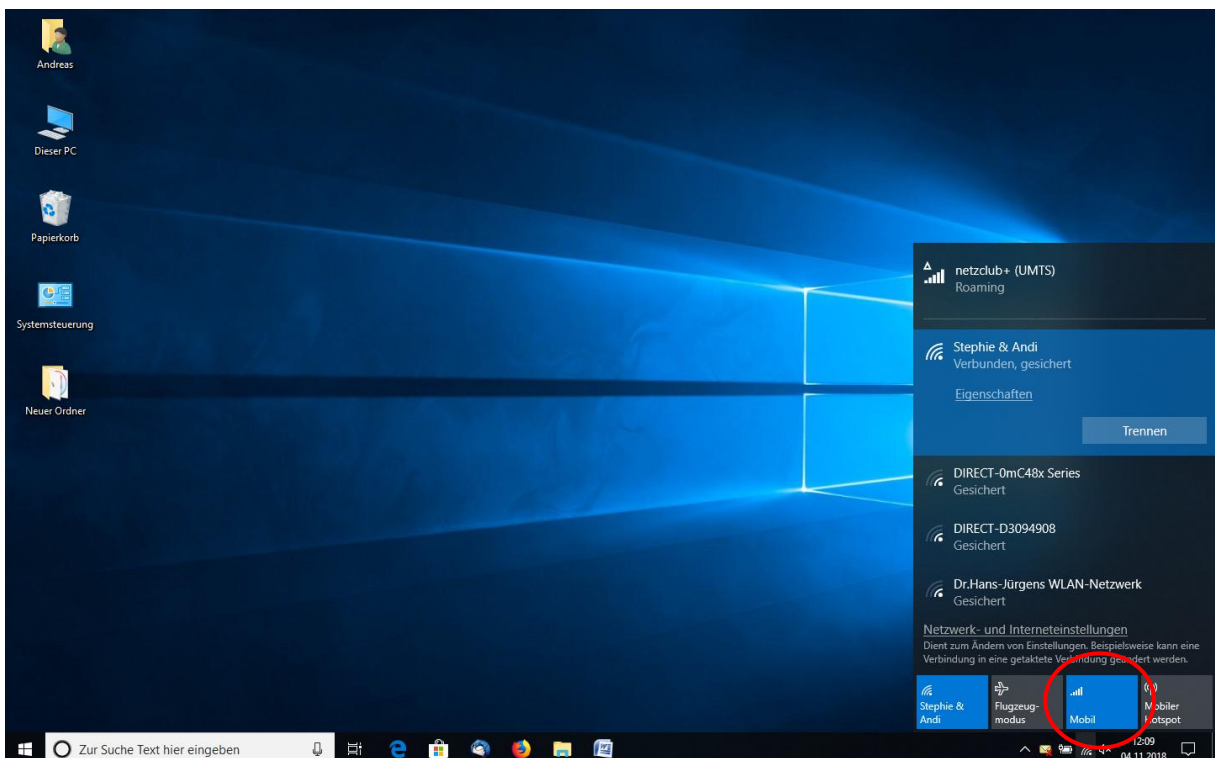 Andreas
Dieser PC
Papierkorb
Systemsteuerung
Neuer Ordner
netzclub+ (UMTS)
Roaming
Stephie & Andi
Verbunden, gesichert
Eigenschaften
Trennen
DIRECT-0mC48x Series
Gesichert
DIRECT-D3094908
Gesichert
Dr.Hans-Jürgens WLAN-Netzwerk
Gesichert
Netzwerk- und Interneteinstellungen
Dient zum Ändern von Einstellungen. Beispielsweise kann eine
Verbindung in eine getaktete Verbindung geändert werden.
Stephie &
Andi
Flugzeug-
modus
Mobil
Mobiler
Hotspot
Zur Suche Text hier eingeben
12:09
04.11.2018